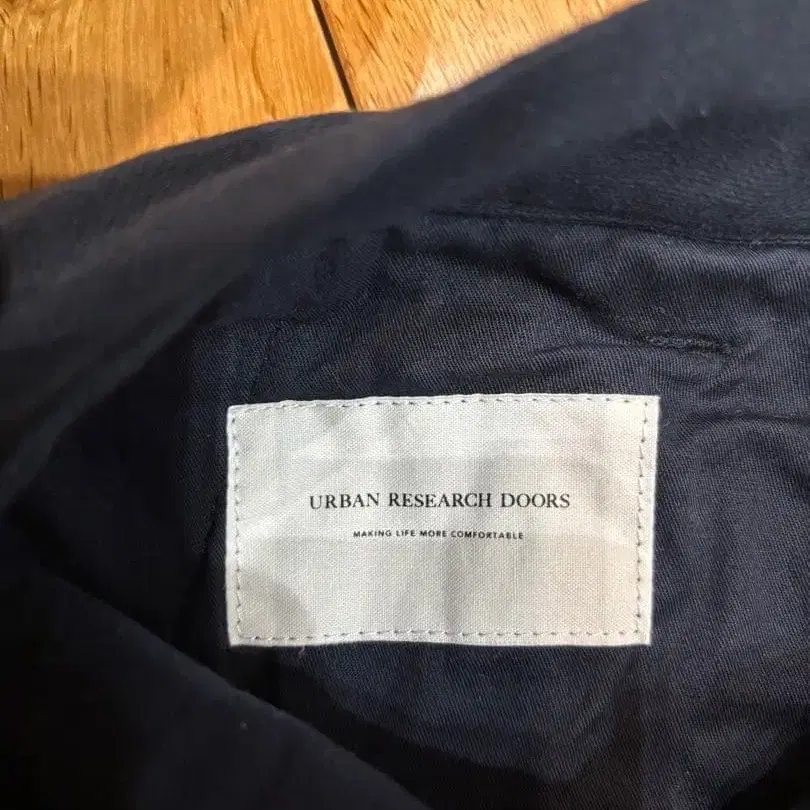 URBAN RESEARCH DOORS
MAKING LIFE MORE COMFORTABLE